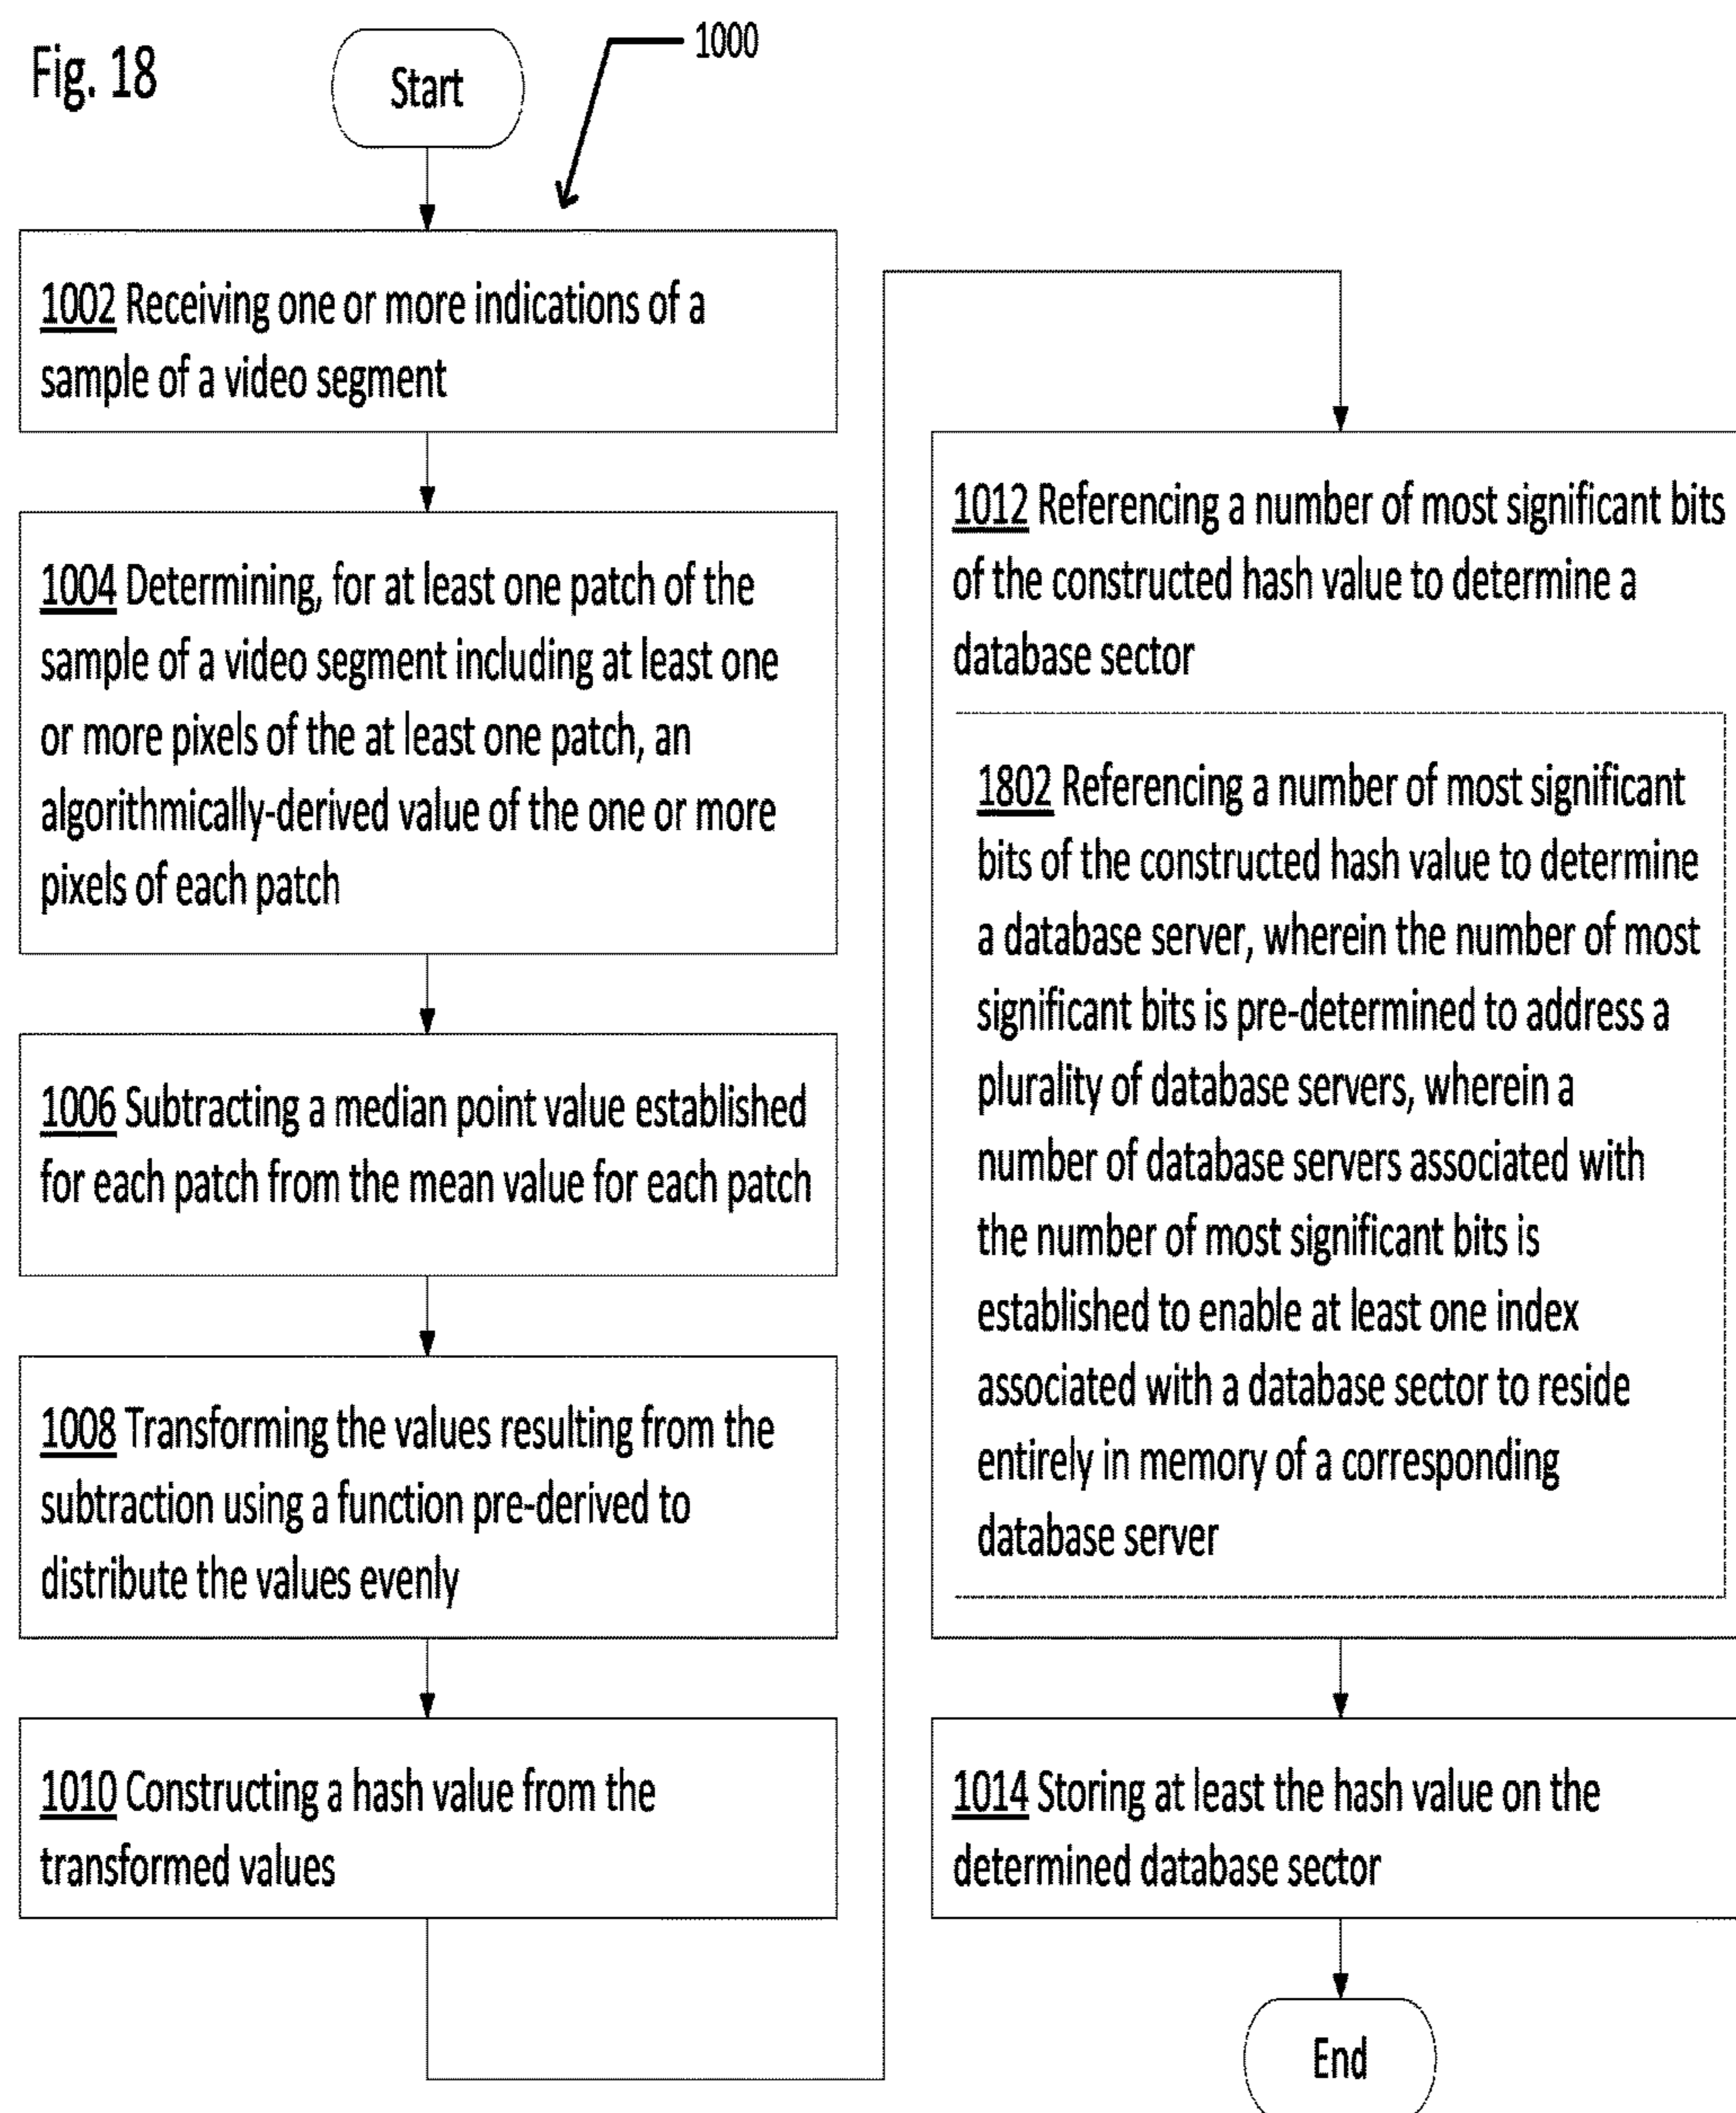 Fig. 18
Start
1000
1002 Receiving one or more indications of a
sample of a video segment
1004 Determining, for at least one patch of the
sample of a video segment including at least one
or more pixels of the at least one patch, an
algorithmically-derived value of the one or more
pixels of each patch
1006 Subtracting a median point value established
for each patch from the mean value for each patch
1008 Transforming the values resulting from the
subtraction using a function pre-derived to
distribute the values evenly
1010 Constructing a hash value from the
transformed values
1012 Referencing a number of most significant bits
of the constructed hash value to determine a
database sector
1802 Referencing a number of most significant
bits of the constructed hash value to determine
a database server, wherein the number of most
significant bits is pre-determined to address a
plurality of database servers, wherein a
number of database servers associated with
the number of most significant bits is
established to enable at least one index
associated with a database sector to reside
entirely in memory of a corresponding
database server
1014 Storing at least the hash value on the
determined database sector
End